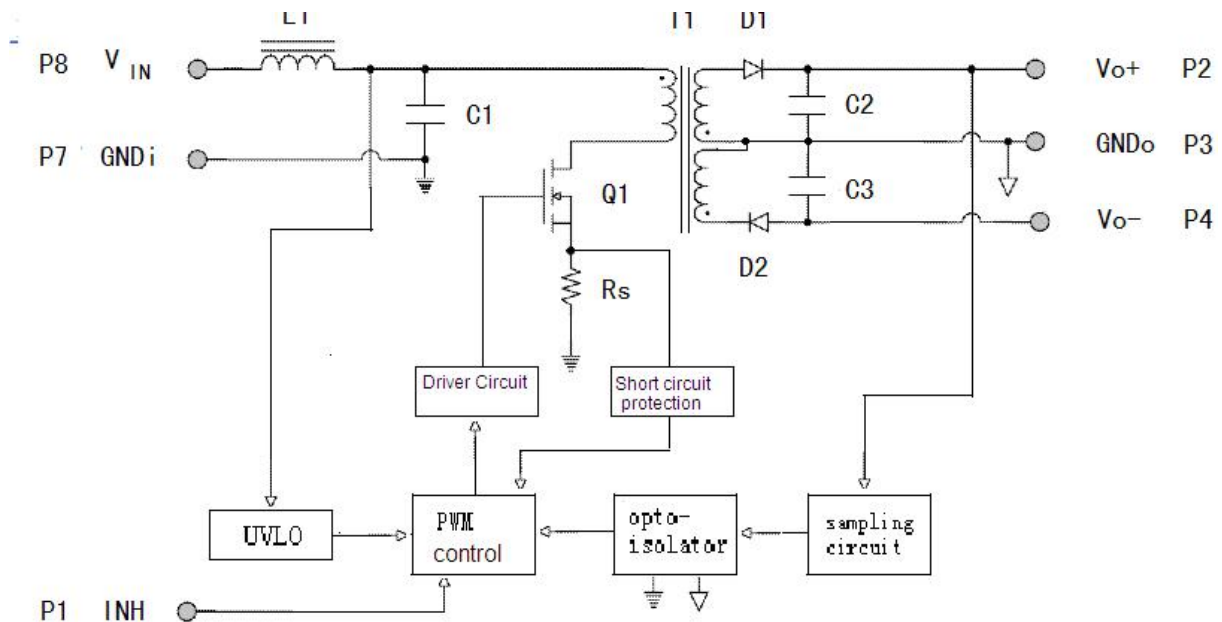 L1 T1 D1
P8 VIN Vo+ P2
C1 C2
P7 GNDi GNDo P3
Q1 C3
Vo- P4
D2
Rs
Driver Circuit
Short circuit
protection
UVLO
PWM
control
opto-
isolator
sampling
circuit
P1 INH